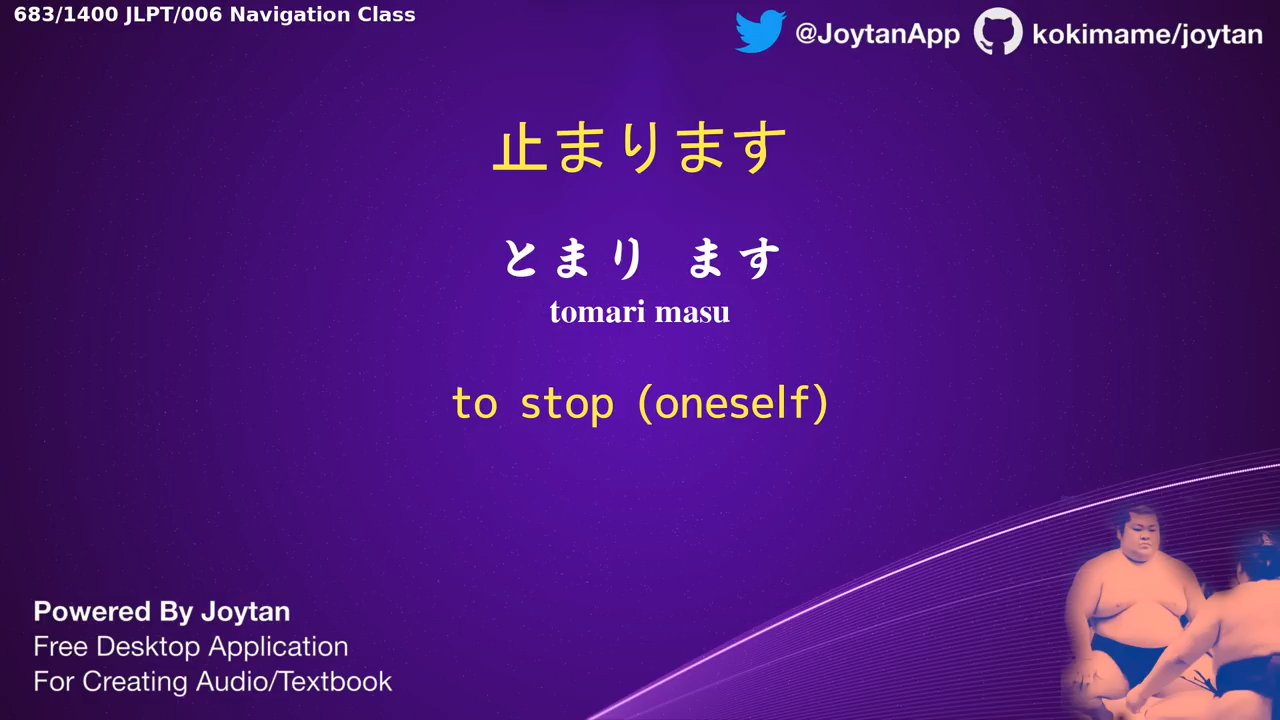 683/1400 JLPT/006 Navigation Class
@JoytanApp kokimame/joytan
止まります
とまり ます
tomari masu
to stop (oneself)
Powered By Joytan
Free Desktop Application
For Creating Audio/Textbook